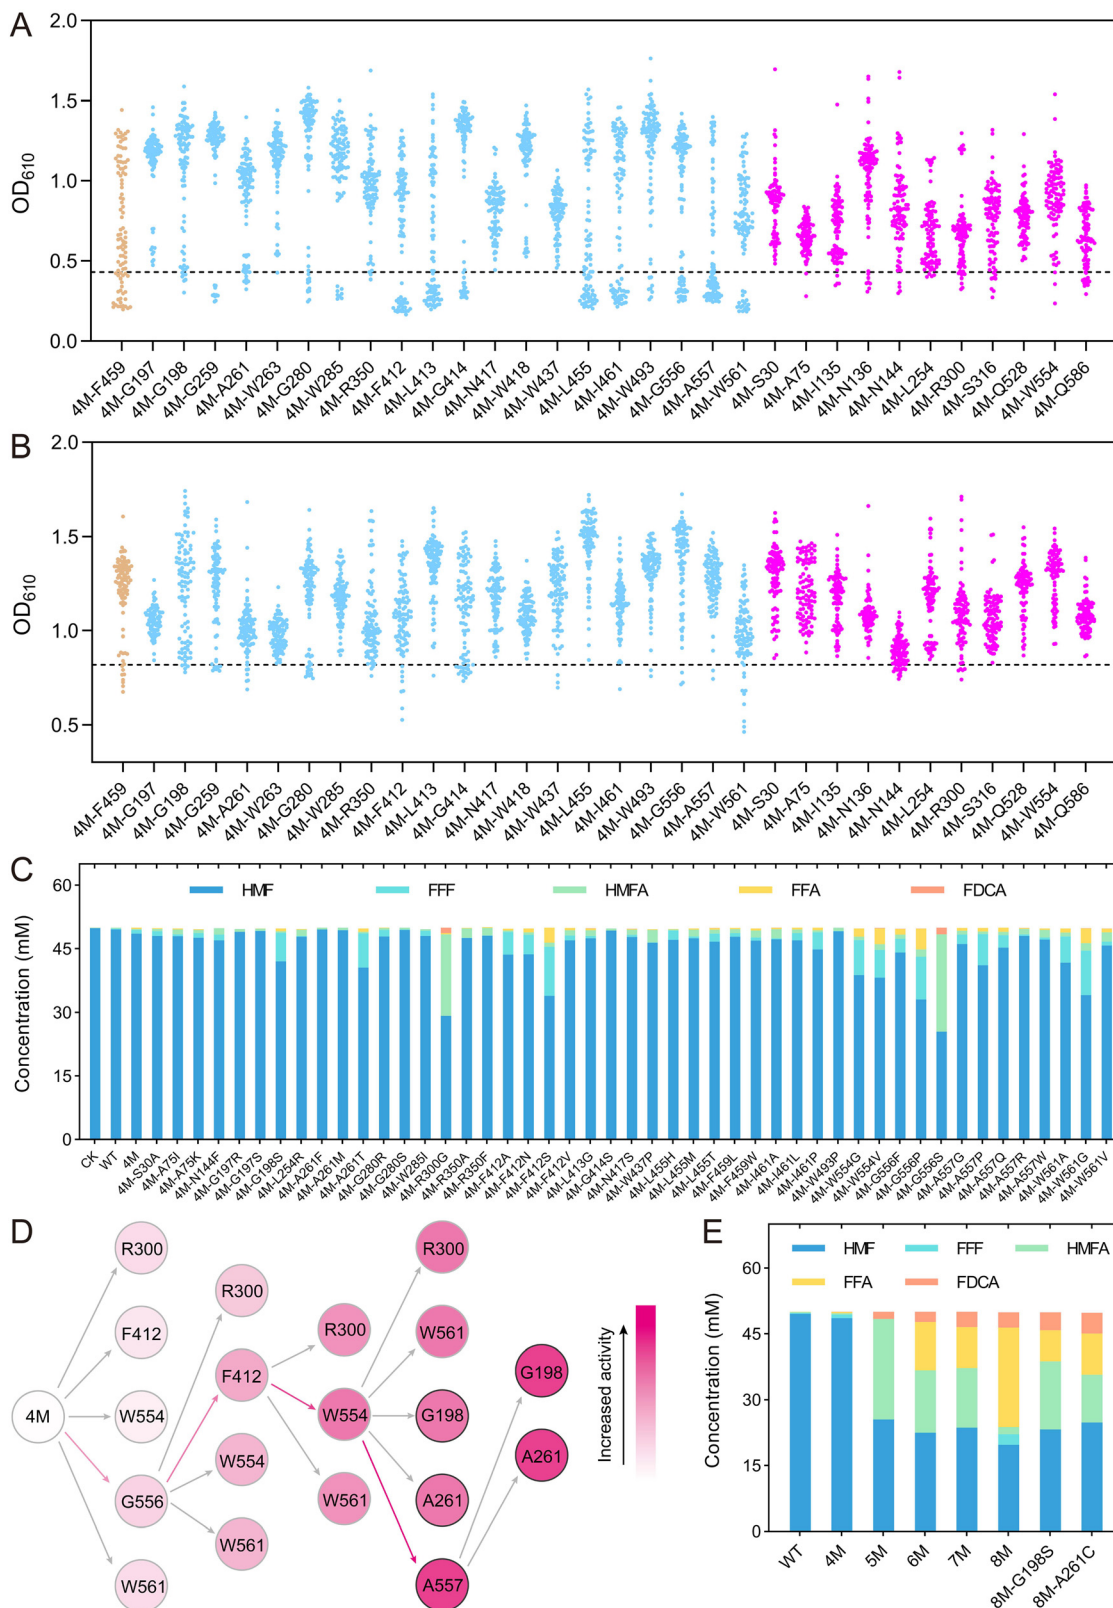 A
OD610
2.0
1.5
1.0
0.5
0.0
4M-F459
4M-G197
4M-G198
4M-G259
4M-A261
4M-W263
4M-G280
4M-W285
4M-R350
4M-F412
4M-L413
4M-G414
4M-N417
4M-W418
4M-W437
4M-L455
4M-I461
4M-W493
4M-G556
4M-A557
4M-W561
4M-S30
4M-A75
4M-I135
4M-N136
4M-N144
4M-L254
4M-R300
4M-S316
4M-Q528
4M-W554
4M-Q586
B
OD610
2.0
1.5
1.0
0.5
4M-F459
4M-G197
4M-G198
4M-G259
4M-A261
4M-W263
4M-G280
4M-W285
4M-R350
4M-F412
4M-L413
4M-G414
4M-N417
4M-W418
4M-W437
4M-L455
4M-I461
4M-W493
4M-G556
4M-A557
4M-W561
4M-S30
4M-A75
4M-I135
4M-N136
4M-N144
4M-L254
4M-R300
4M-S316
4M-Q528
4M-W554
4M-Q586
C
Concentration (mM)
60
45
30
15
0
HMF
FFF
HMFA
FFA
FDCA
CK
WT
4M
4M-S30A
4M-A75I
4M-A75K
4M-N144F
4M-G197R
4M-G197S
4M-G198S
4M-L254R
4M-A261F
4M-A261M
4M-A261T
4M-G280R
4M-G280S
4M-W285I
4M-R300G
4M-R350A
4M-R350F
4M-F412A
4M-F412N
4M-F412S
4M-F412V
4M-L413G
4M-G414S
4M-N417S
4M-W437P
4M-L455H
4M-L455M
4M-L455T
4M-F459L
4M-F459W
4M-I461A
4M-I461L
4M-I461P
4M-W493P
4M-W554G
4M-W554V
4M-G556F
4M-G556P
4M-G556S
4M-A557G
4M-A557P
4M-A557Q
4M-A557R
4M-A557W
4M-W561A
4M-W561G
4M-W561V
D
4M
R300
F412
W554
G556
W561
R300
F412
W554
W561
R300
W554
W561
R300
W561
G198
A261
A557
G198
A261
Increased activity
E
Concentration (mM)
60
45
30
15
0
HMF
FFF
HMFA
FFA
FDCA
WT
4M
5M
6M
7M
8M
8M-G198S
8M-A261C